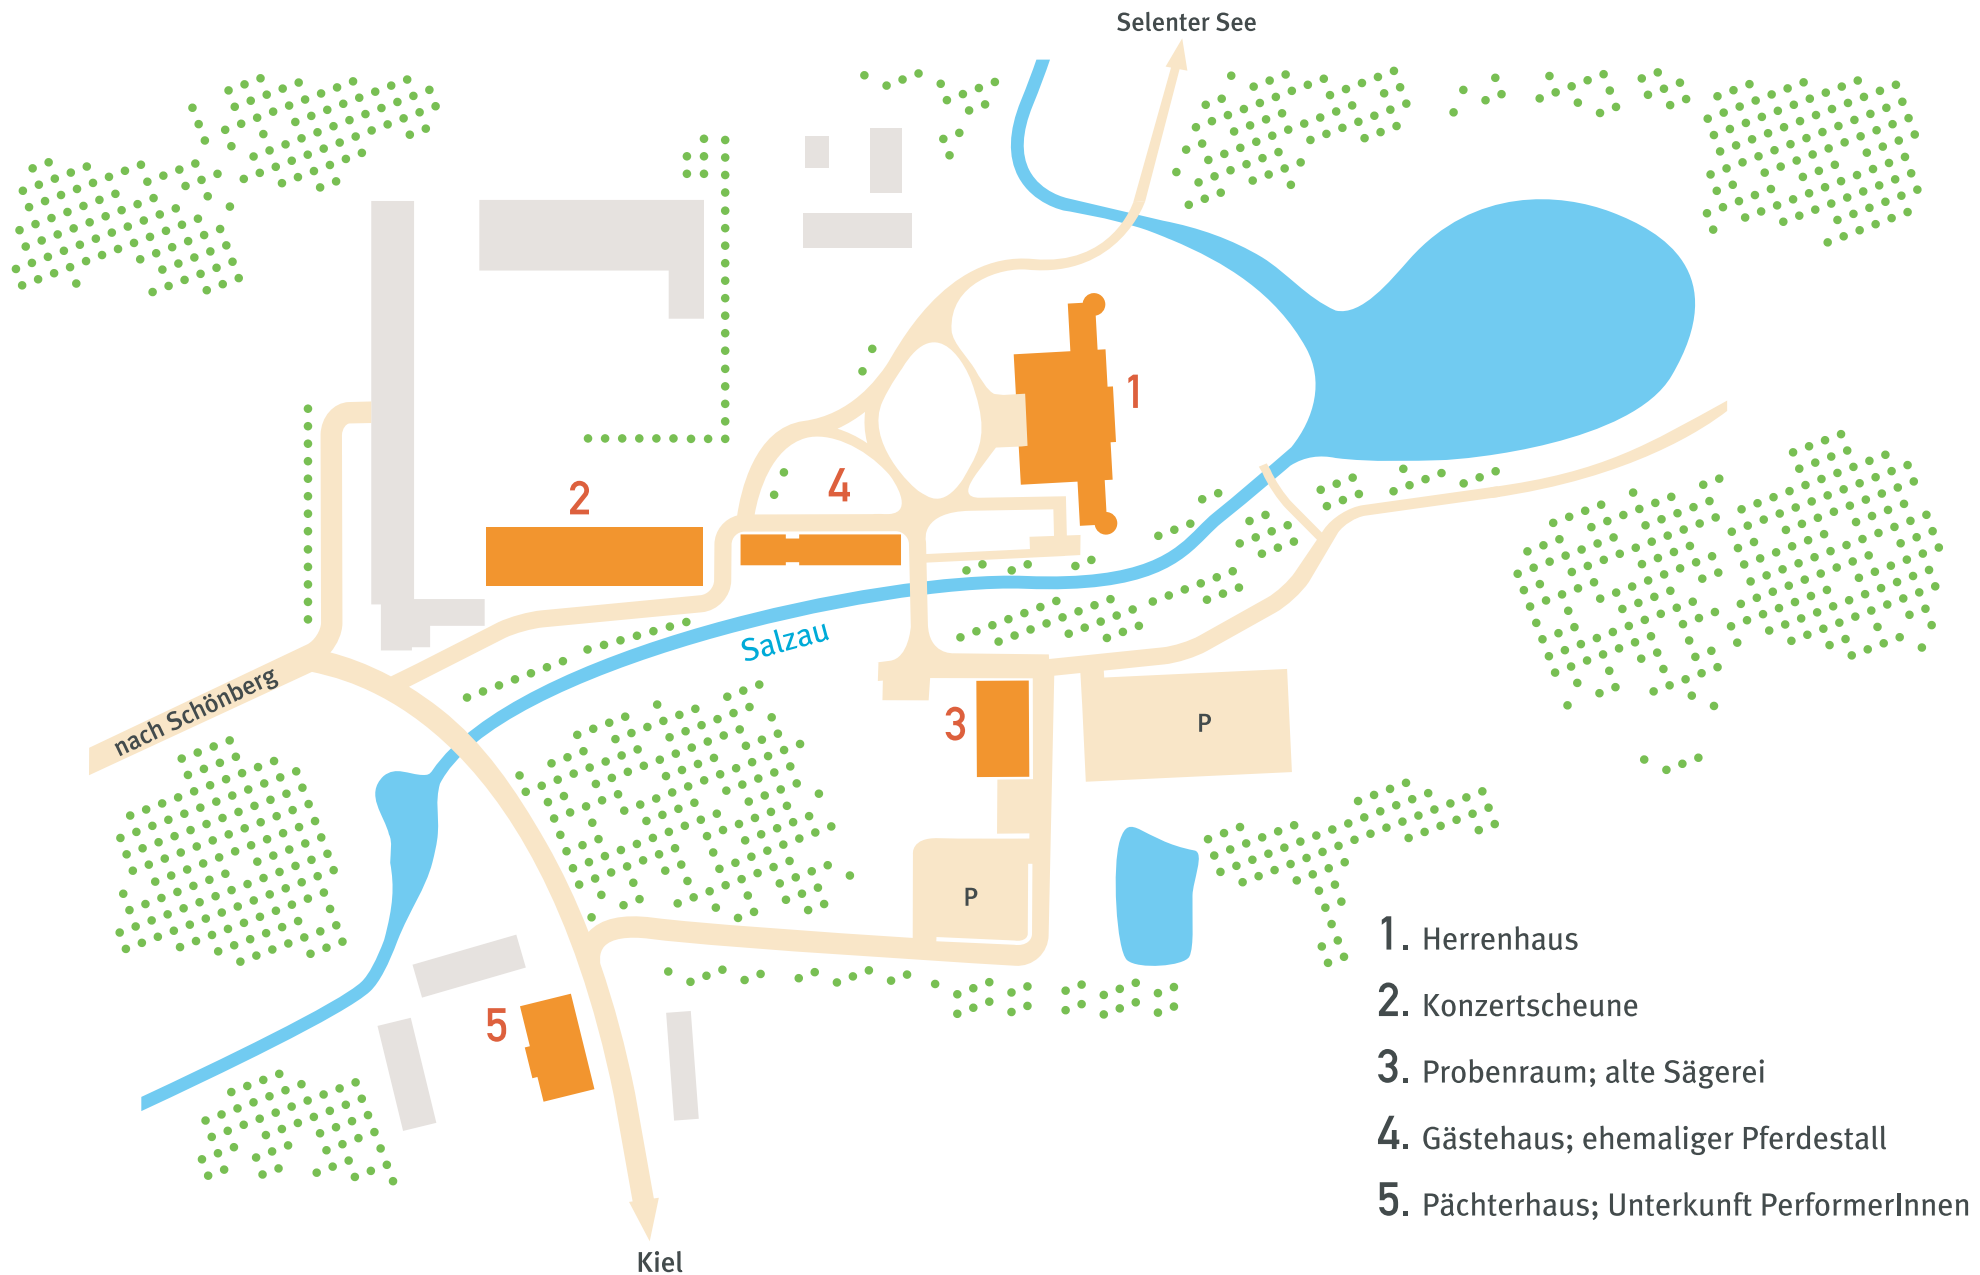 Selenter See
1
2
4
Salzau
nach Schönberg
3
P
P
5
Kiel
1. Herrenhaus
2. Konzertscheune
3. Probenraum; alte Sägerei
4. Gästehaus; ehemaliger Pferdestall
5. Pächterhaus; Unterkunft PerformerInnen